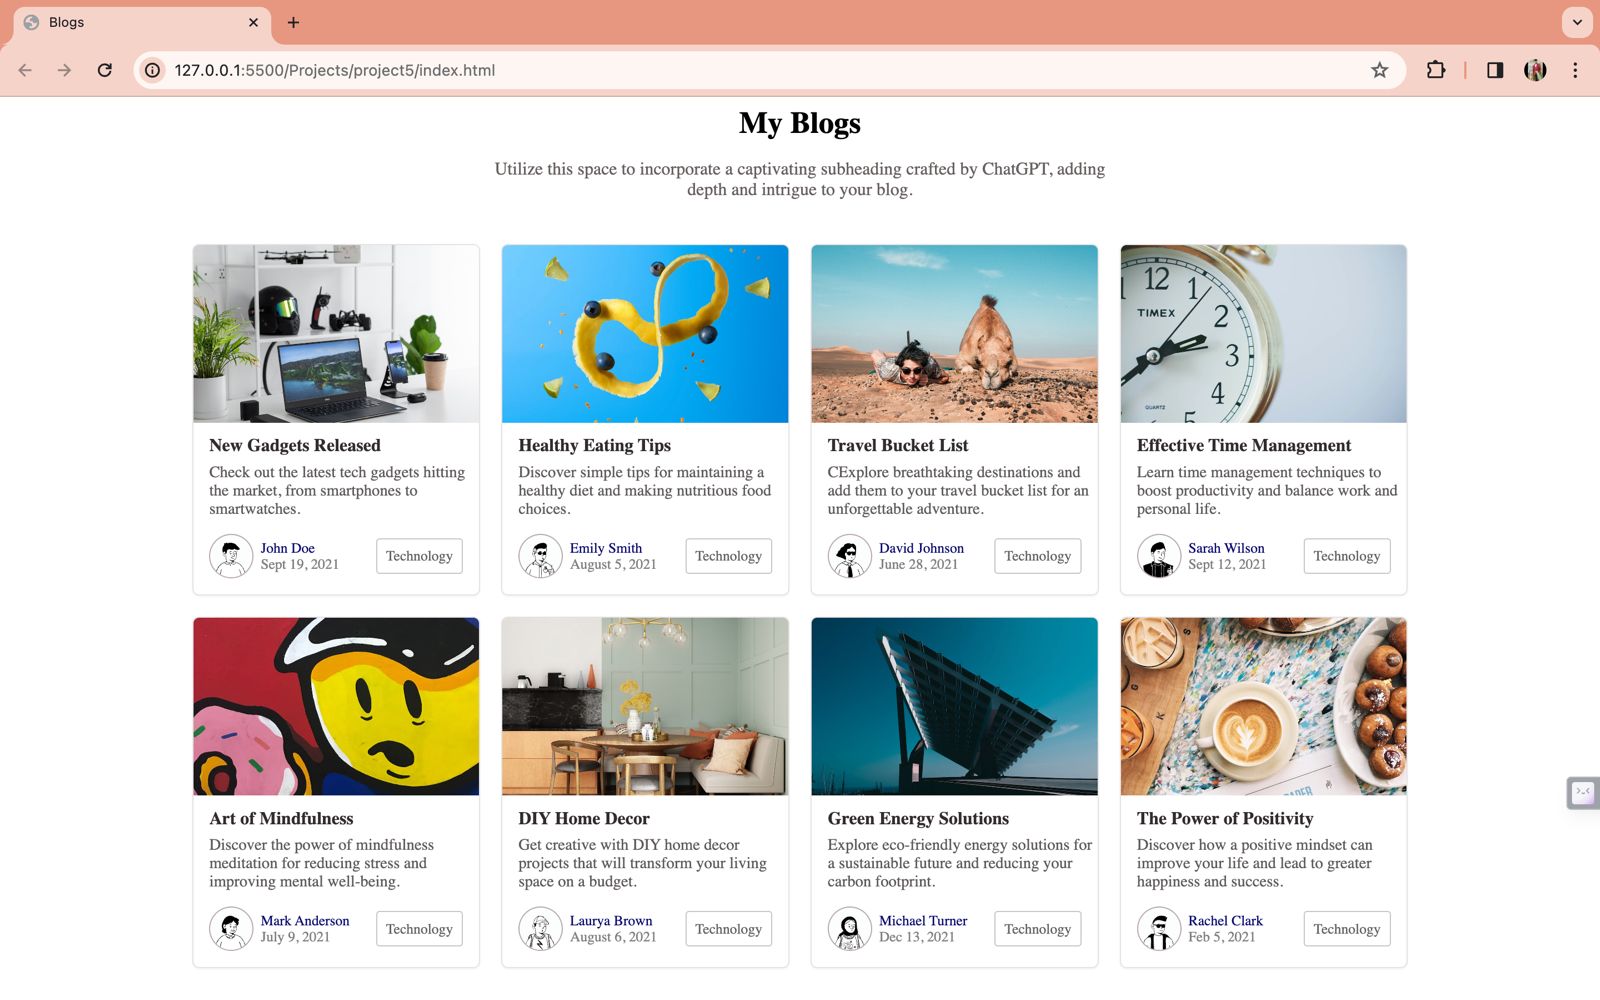 Blogs
127.0.0.1:5500/Projects/project5/index.html
My Blogs
Utilize this space to incorporate a captivating subheading crafted by ChatGPT, adding
depth and intrigue to your blog.
12
1
2
3
4
5
TIMEX
QUARTZ
New Gadgets Released
Check out the latest tech gadgets hitting
the market, from smartphones to
smartwatches.
John Doe
Sept 19, 2021
Technology
Healthy Eating Tips
Discover simple tips for maintaining a
healthy diet and making nutritious food
choices.
Emily Smith
August 5, 2021
Technology
Travel Bucket List
CExplore breathtaking destinations and
add them to your travel bucket list for an
unforgettable adventure.
David Johnson
June 28, 2021
Technology
Effective Time Management
Learn time management techniques to
boost productivity and balance work and
personal life.
Sarah Wilson
Sept 12, 2021
Technology
Art of Mindfulness
Discover the power of mindfulness
meditation for reducing stress and
improving mental well-being.
Mark Anderson
July 9, 2021
Technology
DIY Home Decor
Get creative with DIY home decor
projects that will transform your living
space on a budget.
Laurya Brown
August 6, 2021
Technology
Green Energy Solutions
Explore eco-friendly energy solutions for
a sustainable future and reducing your
carbon footprint.
Michael Turner
Dec 13, 2021
Technology
The Power of Positivity
Discover how a positive mindset can
improve your life and lead to greater
happiness and success.
Rachel Clark
Feb 5, 2021
Technology